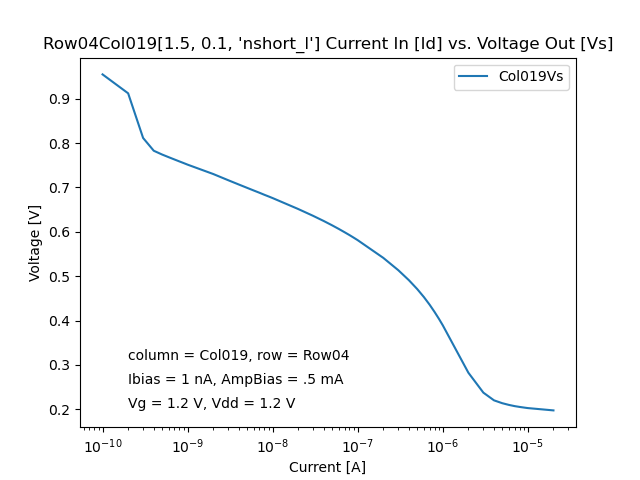 Row04Col019[1.5, 0.1, 'nshort_l'] Current In [Id] vs. Voltage Out [Vs]
Col019Vs
0.9
0.8
0.7
0.6
0.5
0.4
0.3
0.2
Voltage [V]
column = Col019, row = Row04
Ibias = 1 nA, AmpBias = .5 mA
Vg = 1.2 V, Vdd = 1.2 V
10⁻¹⁰ 10⁻⁹ 10⁻⁸ 10⁻⁷ 10⁻⁶ 10⁻⁵
Current [A]